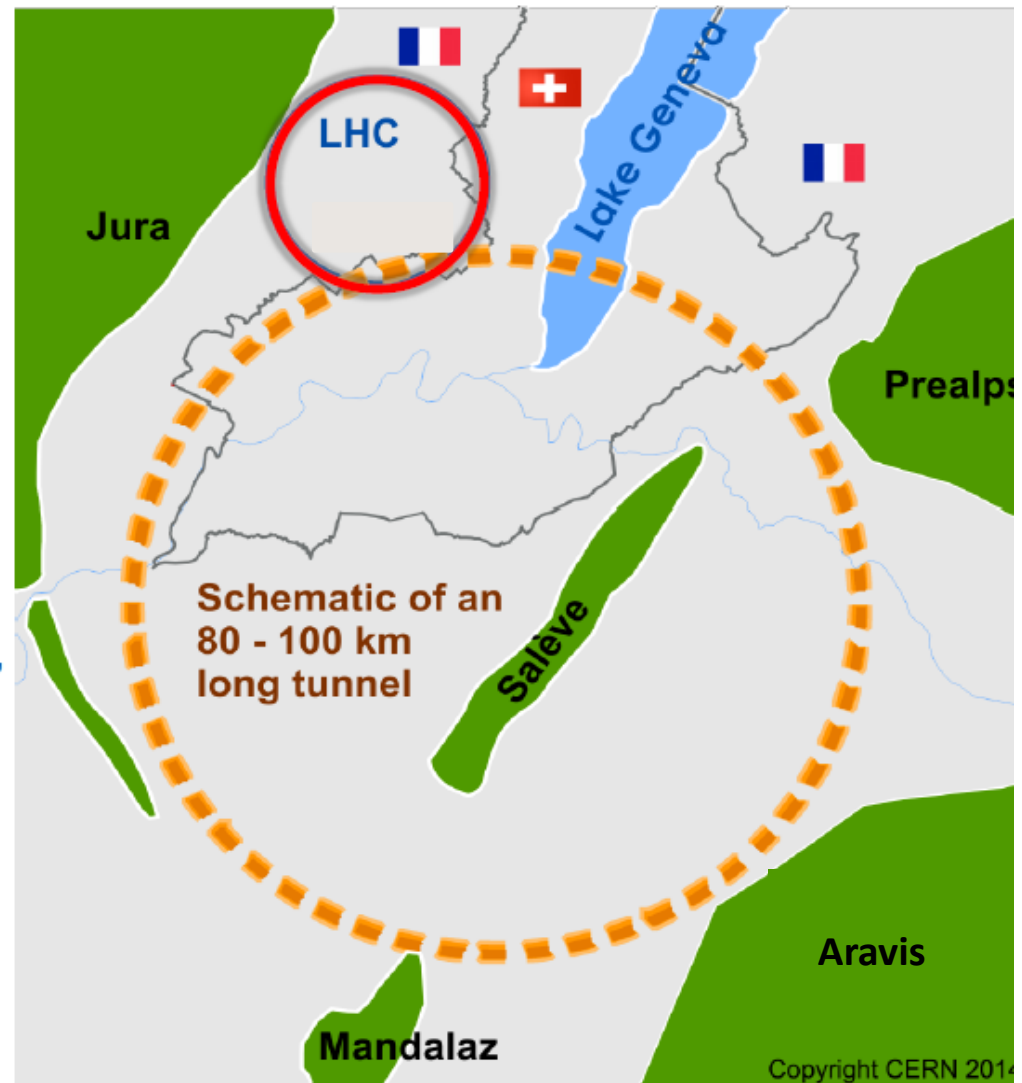 LHC
Lake Geneva
Jura
Prealps
Schematic of an
80 - 100 km
long tunnel
Salève
Aravis
Mandalaz
Copyright CERN 2014